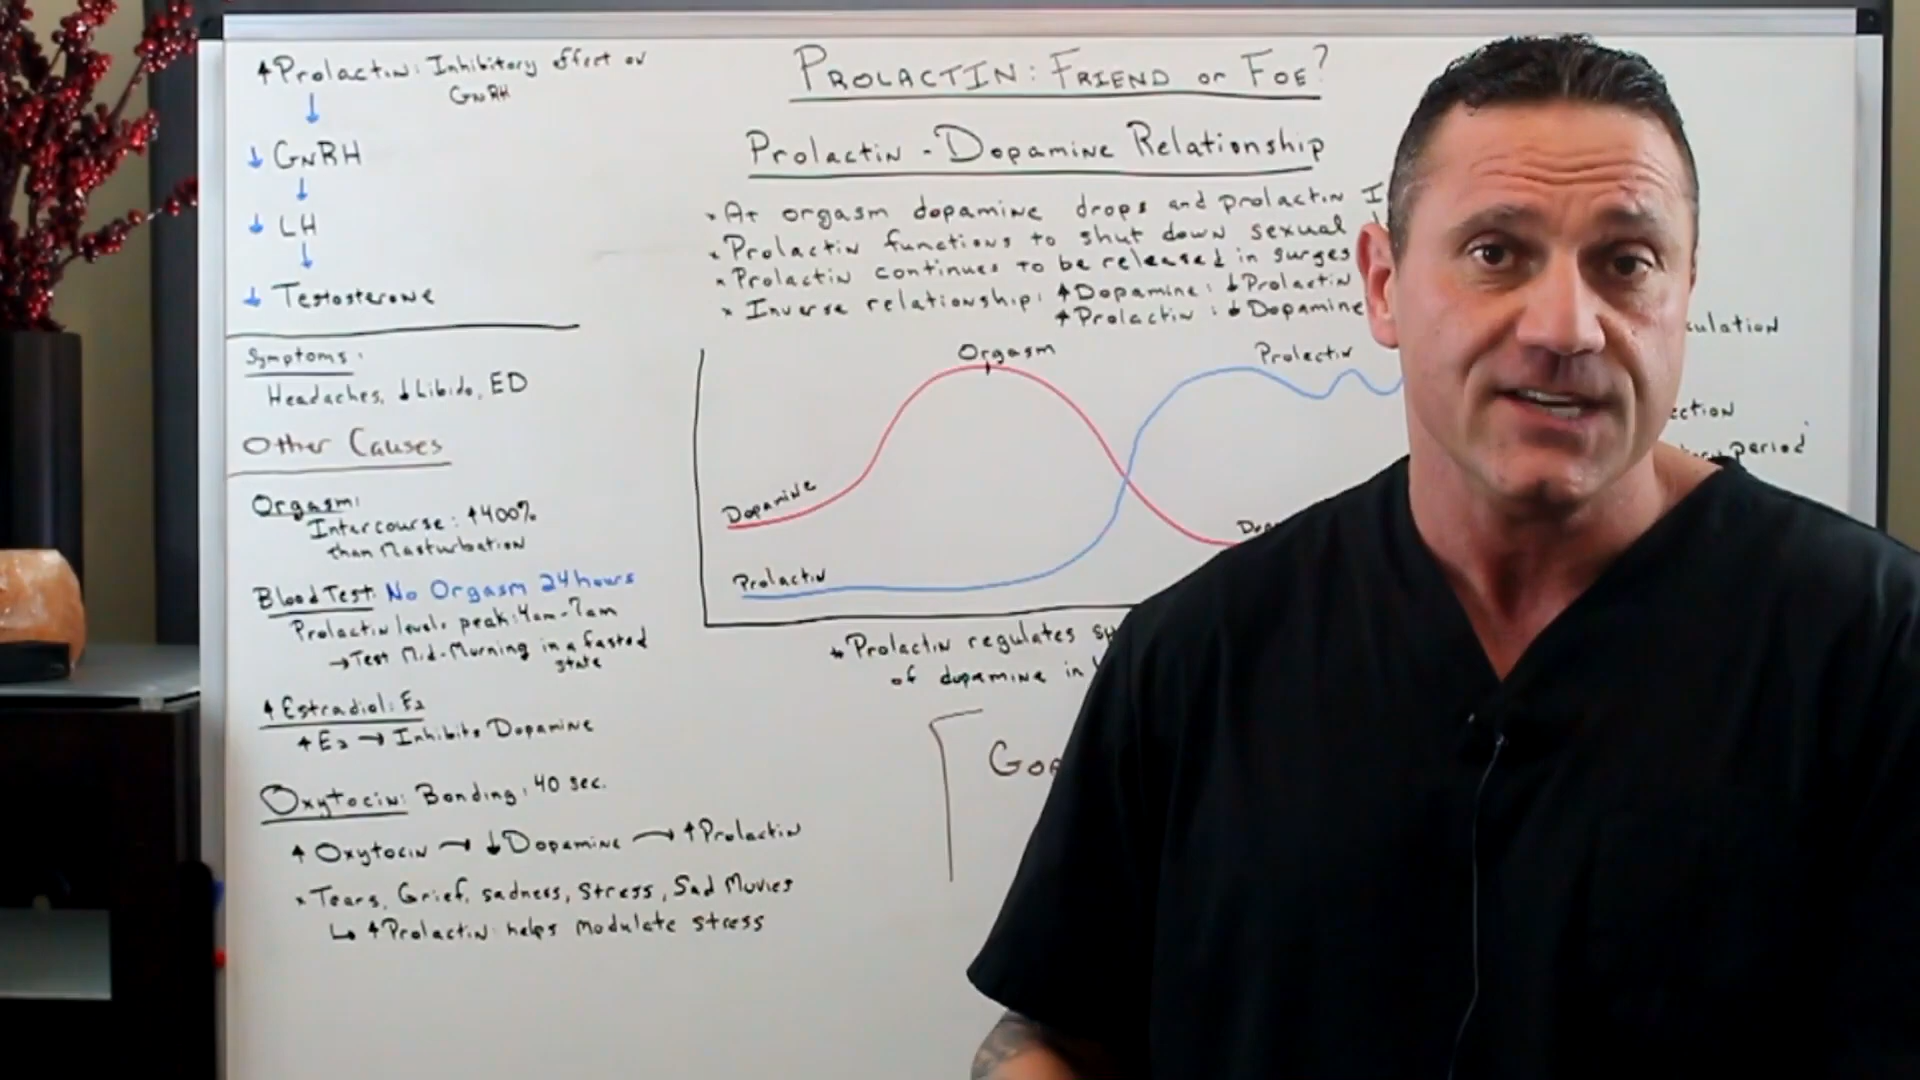 ↑Prolactin: Inhibitory effect on
GnRH
↓
↓ GnRH
↓
↓ LH
↓
↓ Testosterone
Symptoms:
Headaches, ↓Libido, ED
Other Causes
Orgasm:
Intercourse: ↑400%
than Masturbation
Blood Test: No Orgasm 24 hours
Prolactin levels peak: 4am-7am
→Test Mid-Morning in a fasted
state
↑ Estradiol: E2
↑ E2 → Inhibits Dopamine
Oxytocin: Bonding: 40 sec.
↑ Oxytocin → ↓Dopamine → ↑Prolactin
* Tears, Grief, sadness, Stress, Sad Movies
↳ ↑Prolactin helps modulate stress
PROLACTIN: FRIEND or FOE?
Prolactin - Dopamine Relationship
* At orgasm dopamine drops and prolactin
* Prolactin functions to shut down sexual
* Prolactin continues to be released in surges
* Inverse relationship: ↑Dopamine: ↓Prolactin
↑Prolactin: ↓Dopamine
Orgasm
Prolactin
Dopamine
Prolactin
* Prolactin regulates
of dopamine in
culation
ection
period